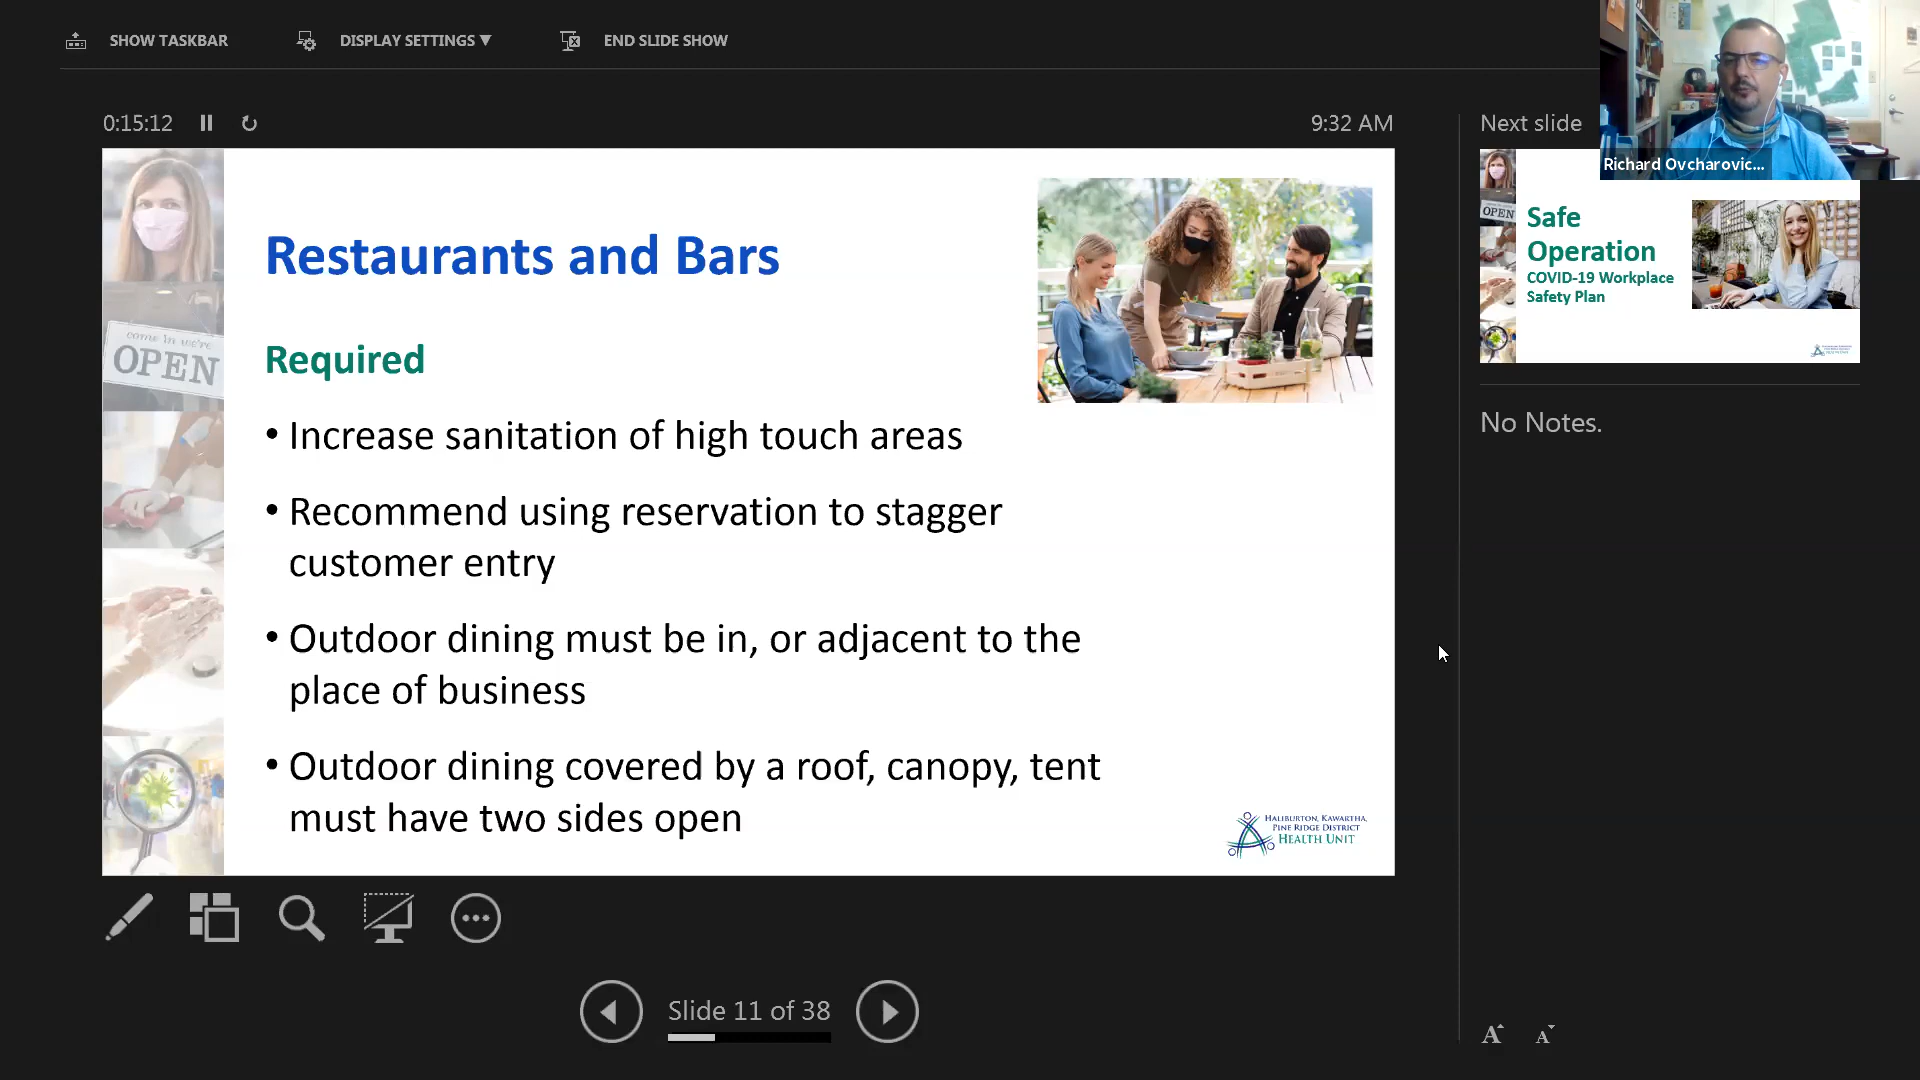 SHOW TASKBAR
DISPLAY SETTINGS ▼
END SLIDE SHOW
0:15:12
9:32 AM
Next slide
Richard Ovcharovic...
come in we're
OPEN
Restaurants and Bars
Required
• Increase sanitation of high touch areas
• Recommend using reservation to stagger
customer entry
• Outdoor dining must be in, or adjacent to the
place of business
• Outdoor dining covered by a roof, canopy, tent
must have two sides open
HALIBURTON, KAWARTHA,
PINE RIDGE DISTRICT
HEALTH UNIT
OPEN
Safe
Operation
COVID-19 Workplace
Safety Plan
No Notes.
Slide 11 of 38
A A